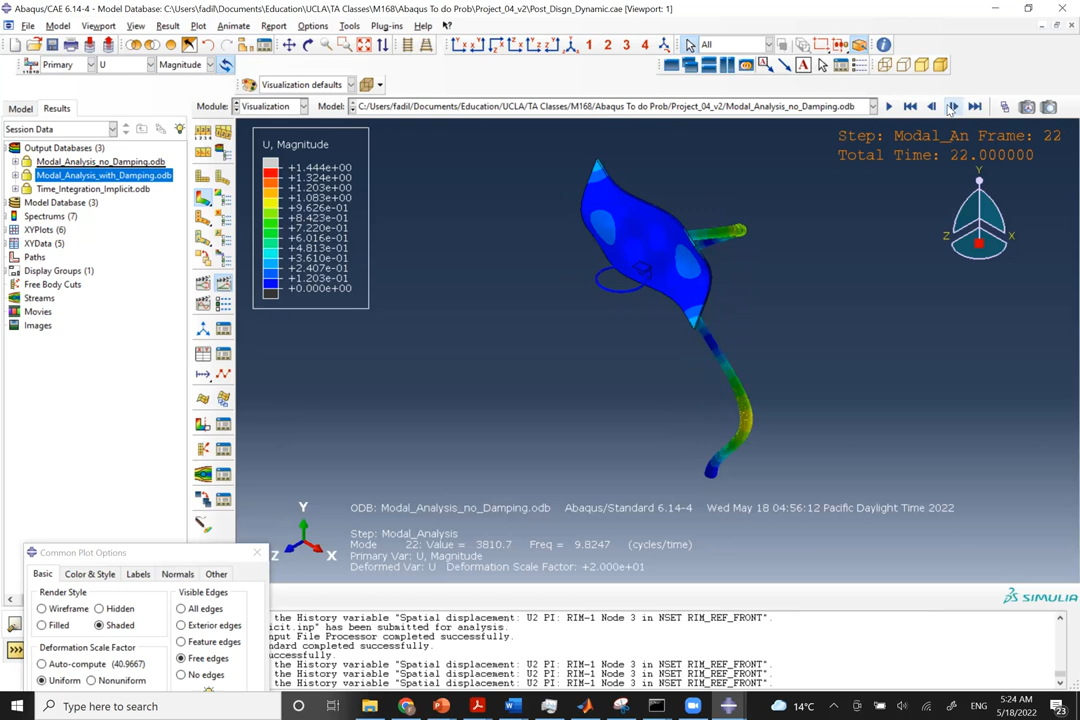 Abaqus/CAE 6.14-4 - Model Database: C:\Users\fadil\Documents\Education\UCLA\TA Classes\M168\Abaqus To do Prob\Project_04_v2\Post_Disgn_Dynamic.cae [Viewport: 1]
File Model Viewport View Result Plot Animate Report Options Tools Plug-ins Help
1 2 3 4 All
Primary U Magnitude
Visualization defaults
Model Results Module: Visualization Model: C:/Users/fadil/Documents/Education/UCLA/TA Classes/M168/Abaqus To do Prob/Project_04_v2/Modal_Analysis_no_Damping.odb
Session Data
Output Databases (3)
Modal_Analysis_no_Damping.odb
Modal_Analysis_with_Damping.odb
Time_Integration_Implicit.odb
Model Database (3)
Spectrums (7)
XYPlots (6)
XYData (5)
Paths
Display Groups (1)
Free Body Cuts
Streams
Movies
Images
U, Magnitude
+1.444e+00
+1.324e+00
+1.203e+00
+1.083e+00
+9.626e-01
+8.423e-01
+7.220e-01
+6.016e-01
+4.813e-01
+3.610e-01
+2.407e-01
+1.203e-01
+0.000e+00
Step: Modal_An Frame: 22
Total Time: 22.000000
Y
Z X
Y
Z X
ODB: Modal_Analysis_no_Damping.odb Abaqus/Standard 6.14-4 Wed May 18 04:56:12 Pacific Daylight Time 2022
Step: Modal_Analysis
Mode 22: Value = 3810.7 Freq = 9.8247 (cycles/time)
Primary Var: U, Magnitude
Deformed Var: U Deformation Scale Factor: +2.000e+01
SIMULIA
Common Plot Options
Basic Color & Style Labels Normals Other
Render Style
Wireframe Hidden
Filled Shaded
Deformation Scale Factor
Auto-compute (40.9667)
Uniform Nonuniform
Visible Edges
All edges
Exterior edges
Feature edges
Free edges
No edges
the History variable "Spatial displacement: U2 PI: RIM-1 Node 3 in NSET RIM_REF_FRONT".
icit.inp" has been submitted for analysis.
nput File Processor completed successfully.
ndard completed successfully.
uccessfully.
the History variable "Spatial displacement: U2 PI: RIM-1 Node 3 in NSET RIM_REF_FRONT".
the History variable "Spatial displacement: U2 PI: RIM-1 Node 3 in NSET RIM_REF_FRONT".
the History variable "Spatial displacement: U2 PI: RIM-1 Node 3 in NSET RIM_REF_FRONT".
Type here to search
14°C
ENG
5:24 AM
5/18/2022
23